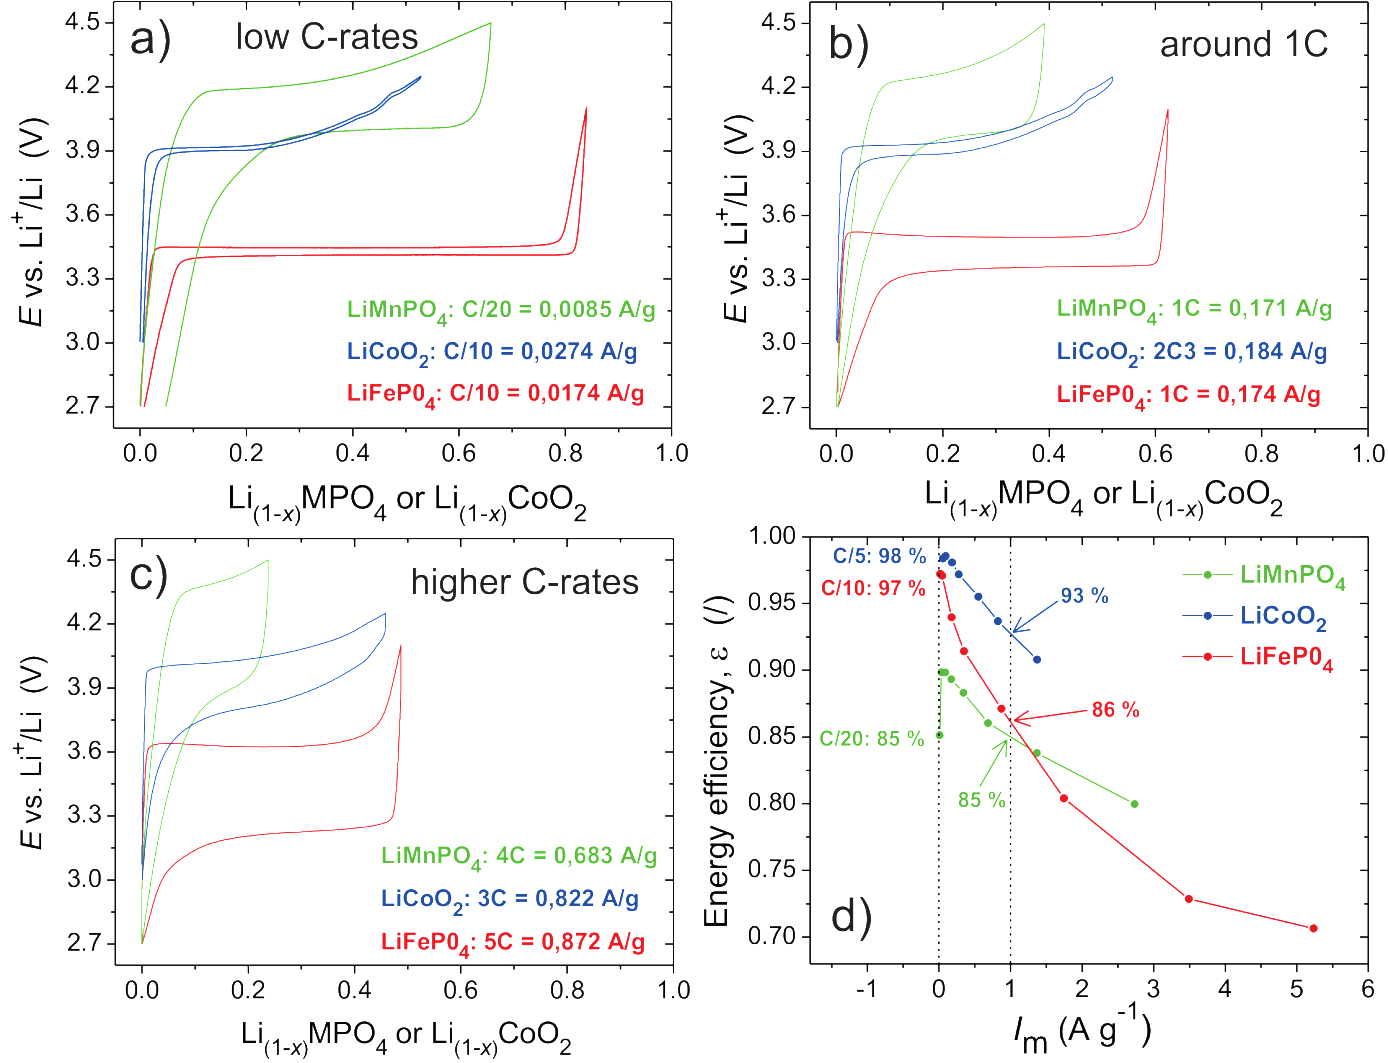 a) low C-rates
4.5
4.2
3.9
3.6
3.3
3.0
2.7
E vs. Li+/Li (V)
LiMnPO4: C/20 = 0,0085 A/g
LiCoO2: C/10 = 0,0274 A/g
LiFeP04: C/10 = 0,0174 A/g
0.0 0.2 0.4 0.6 0.8 1.0
Li(1-x)MPO4 or Li(1-x)CoO2
b) around 1C
4.5
4.2
3.9
3.6
3.3
3.0
2.7
E vs. Li+/Li (V)
LiMnPO4: 1C = 0,171 A/g
LiCoO2: 2C3 = 0,184 A/g
LiFeP04: 1C = 0,174 A/g
0.0 0.2 0.4 0.6 0.8 1.0
Li(1-x)MPO4 or Li(1-x)CoO2
c) higher C-rates
4.5
4.2
3.9
3.6
3.3
3.0
2.7
E vs. Li+/Li (V)
LiMnPO4: 4C = 0,683 A/g
LiCoO2: 3C = 0,822 A/g
LiFeP04: 5C = 0,872 A/g
0.0 0.2 0.4 0.6 0.8 1.0
Li(1-x)MPO4 or Li(1-x)CoO2
1.00
0.95
0.90
0.85
0.80
0.75
0.70
Energy efficiency, ε (/)
C/5: 98 %
C/10: 97 %
C/20: 85 %
93 %
86 %
85 %
LiMnPO4
LiCoO2
LiFeP04
d)
-1 0 1 2 3 4 5 6
Im (A g-1)